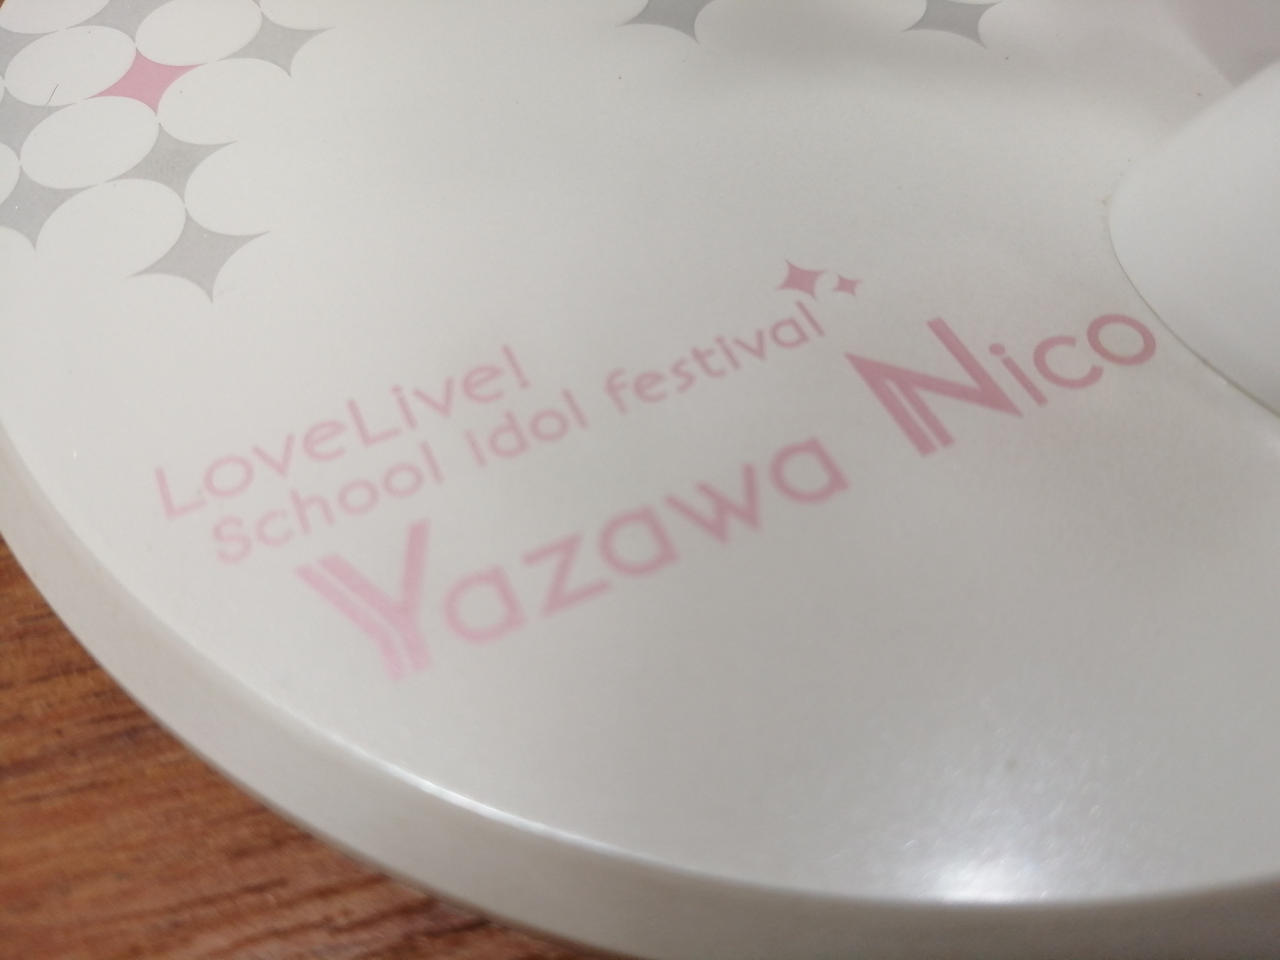 LoveLive!
School idol festival
Yazawa Nico